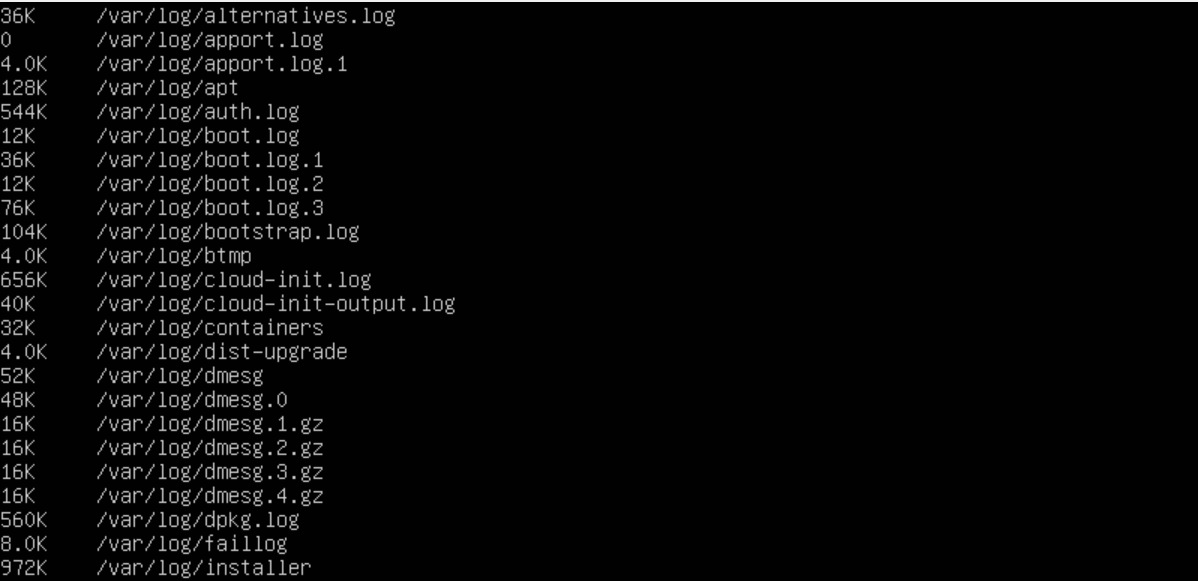 36K /var/log/alternatives.log
0 /var/log/apport.log
4.0K /var/log/apport.log.1
128K /var/log/apt
544K /var/log/auth.log
12K /var/log/boot.log
36K /var/log/boot.log.1
12K /var/log/boot.log.2
76K /var/log/boot.log.3
104K /var/log/bootstrap.log
4.0K /var/log/btmp
656K /var/log/cloud-init.log
40K /var/log/cloud-init-output.log
32K /var/log/containers
4.0K /var/log/dist-upgrade
52K /var/log/dmesg
48K /var/log/dmesg.0
16K /var/log/dmesg.1.gz
16K /var/log/dmesg.2.gz
16K /var/log/dmesg.3.gz
16K /var/log/dmesg.4.gz
560K /var/log/dpkg.log
8.0K /var/log/faillog
972K /var/log/installer